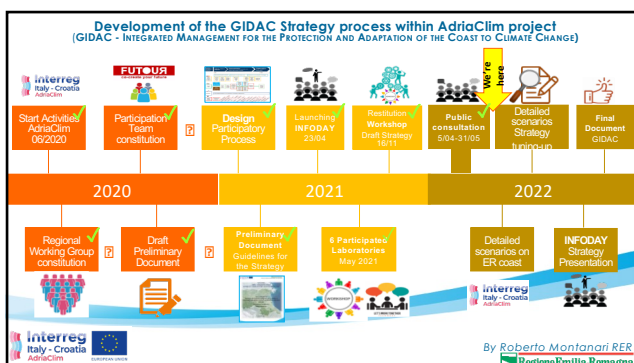 Development of the GIDAC Strategy process within AdriaClim project
(GIDAC - INTEGRATED MANAGEMENT FOR THE PROTECTION AND ADAPTATION OF THE COAST TO CLIMATE CHANGE)
Interreg
Italy - Croatia
AdriaClim
FUTOUR
We're
here
Start Activities
AdriaClim
06/2020
Participation
Team
constitution
Design
Participatory
Process
Launching
INFODAY
23/04
Restitution
Workshop
Draft Strategy
16/11
Public
consultation
5/04-31/05
Detailed
scenarios
Strategy
tuning-up
Final
Document
GIDAC
2020
2021
2022
Regional
Working Group
constitution
Draft
Preliminary
Document
Preliminary
Document
Guidelines for
the Strategy
6 Participated
Laboratories
May 2021
Detailed
scenarios on
ER coast
INFODAY
Strategy
Presentation
Interreg
Italy - Croatia
AdriaClim
Interreg
Italy - Croatia
AdriaClim
EUROPEAN UNION
By Roberto Montanari RER
RegioneEmilia-Romagna